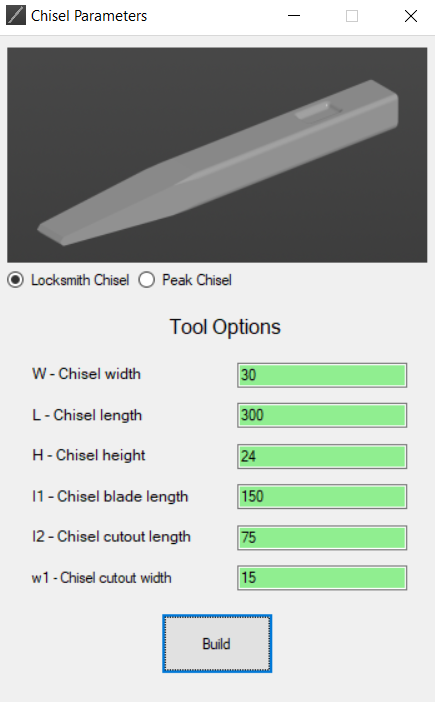 Chisel Parameters
Locksmith Chisel Peak Chisel
Tool Options
W - Chisel width 30
L - Chisel length 300
H - Chisel height 24
l1 - Chisel blade length 150
l2 - Chisel cutout length 75
w1 - Chisel cutout width 15
Build